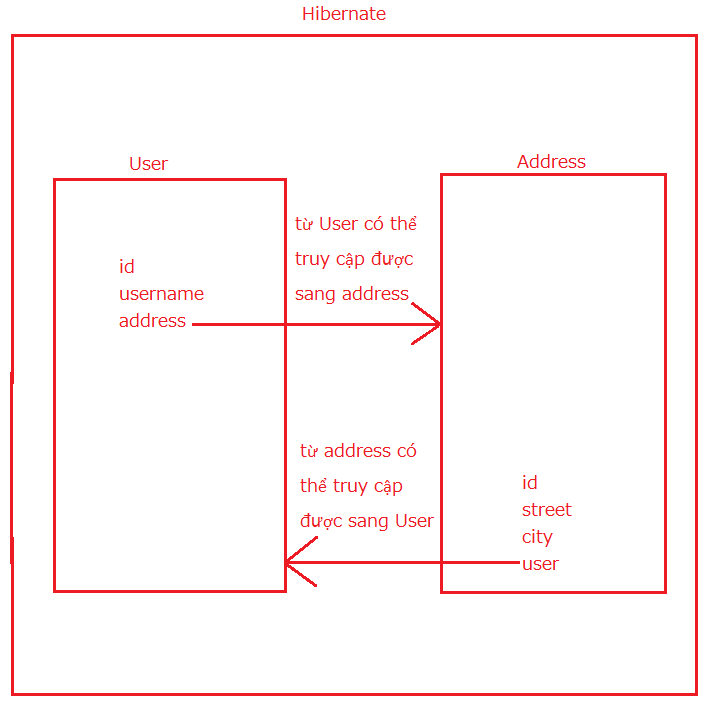 Hibernate
User
Address
từ User có thể
truy cập được
sang address
id
username
address
từ address có
thể truy cập
được sang User
id
street
city
user